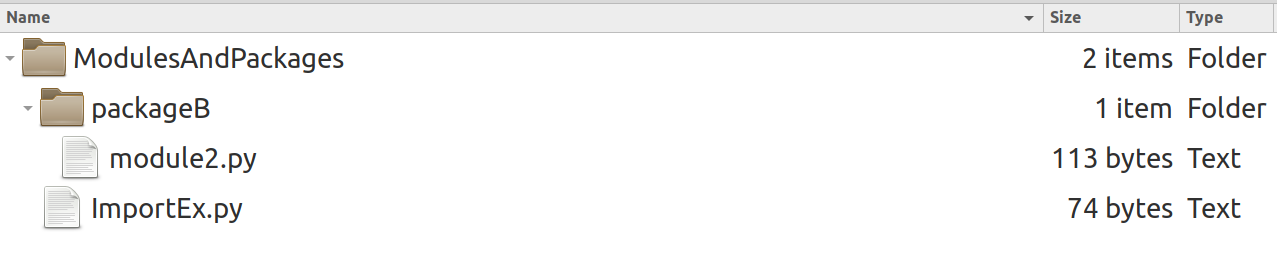 Name Size Type
ModulesAndPackages 2 items Folder
packageB 1 item Folder
module2.py 113 bytes Text
ImportEx.py 74 bytes Text